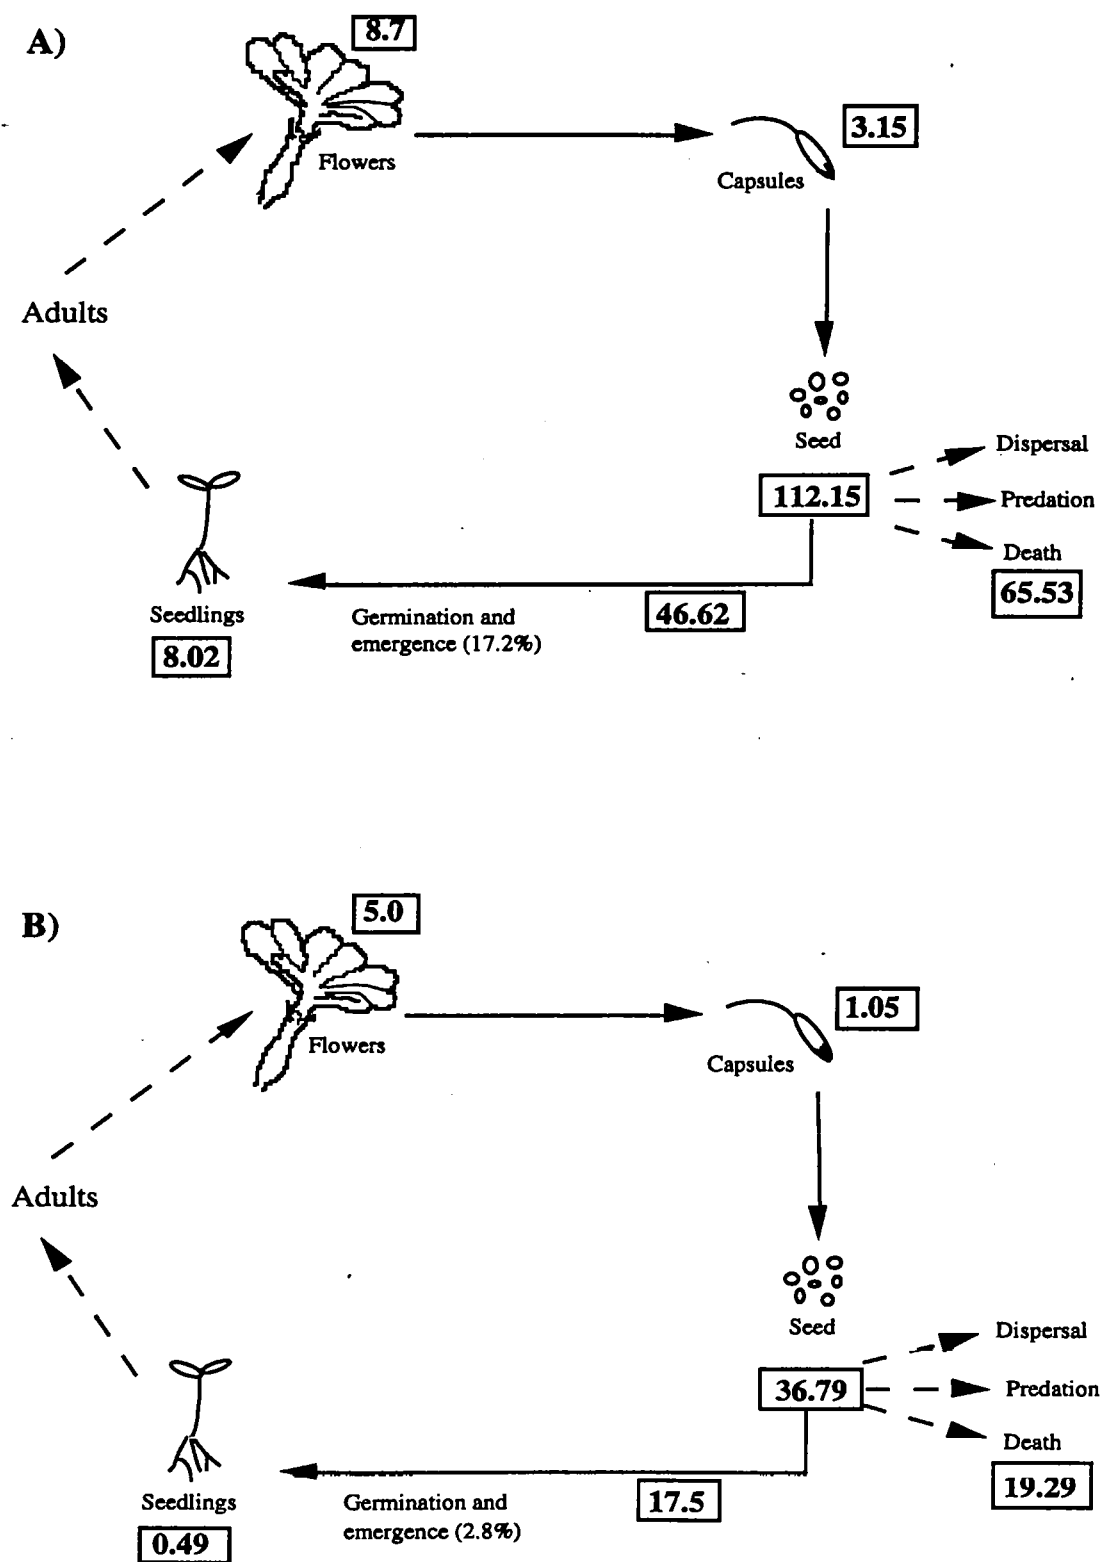 A)
8.7
Flowers
3.15
Capsules
Adults
Seed
112.15
Dispersal
Predation
Death
65.53
46.62
Germination and
emergence (17.2%)
Seedlings
8.02
B)
5.0
Flowers
1.05
Capsules
Adults
Seed
36.79
Dispersal
Predation
Death
19.29
17.5
Germination and
emergence (2.8%)
Seedlings
0.49